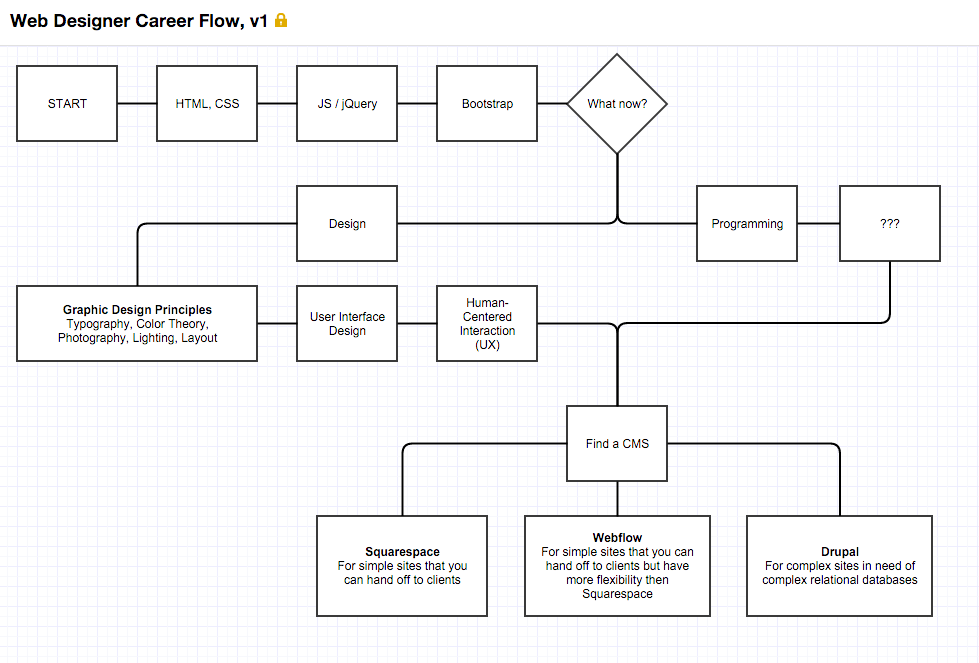 Web Designer Career Flow, v1
START
HTML, CSS
JS / jQuery
Bootstrap
What now?
Design
Programming
???
Graphic Design Principles
Typography, Color Theory,
Photography, Lighting, Layout
User Interface
Design
Human-
Centered
Interaction
(UX)
Find a CMS
Squarespace
For simple sites that you
can hand off to clients
Webflow
For simple sites that you can
hand off to clients but have
more flexibility then
Squarespace
Drupal
For complex sites in need of
complex relational databases